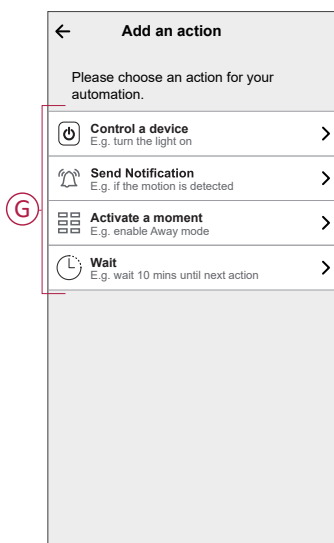 Add an action
Please choose an action for your
automation.
Control a device
E.g. turn the light on
Send Notification
E.g. if the motion is detected
G
Activate a moment
E.g. enable Away mode
Wait
E.g. wait 10 mins until next action